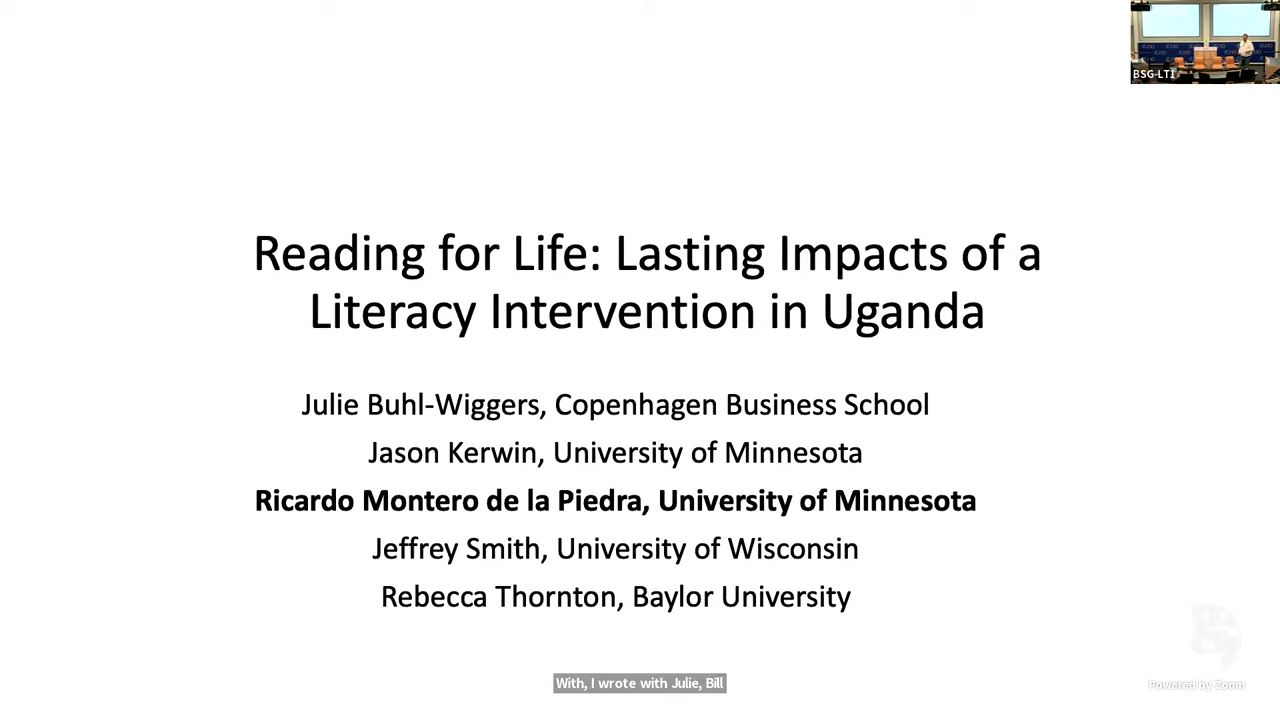 BSG-LT1
Reading for Life: Lasting Impacts of a
Literacy Intervention in Uganda
Julie Buhl-Wiggers, Copenhagen Business School
Jason Kerwin, University of Minnesota
Ricardo Montero de la Piedra, University of Minnesota
Jeffrey Smith, University of Wisconsin
Rebecca Thornton, Baylor University
With, I wrote with Julie, Bill
Powered by Zoom